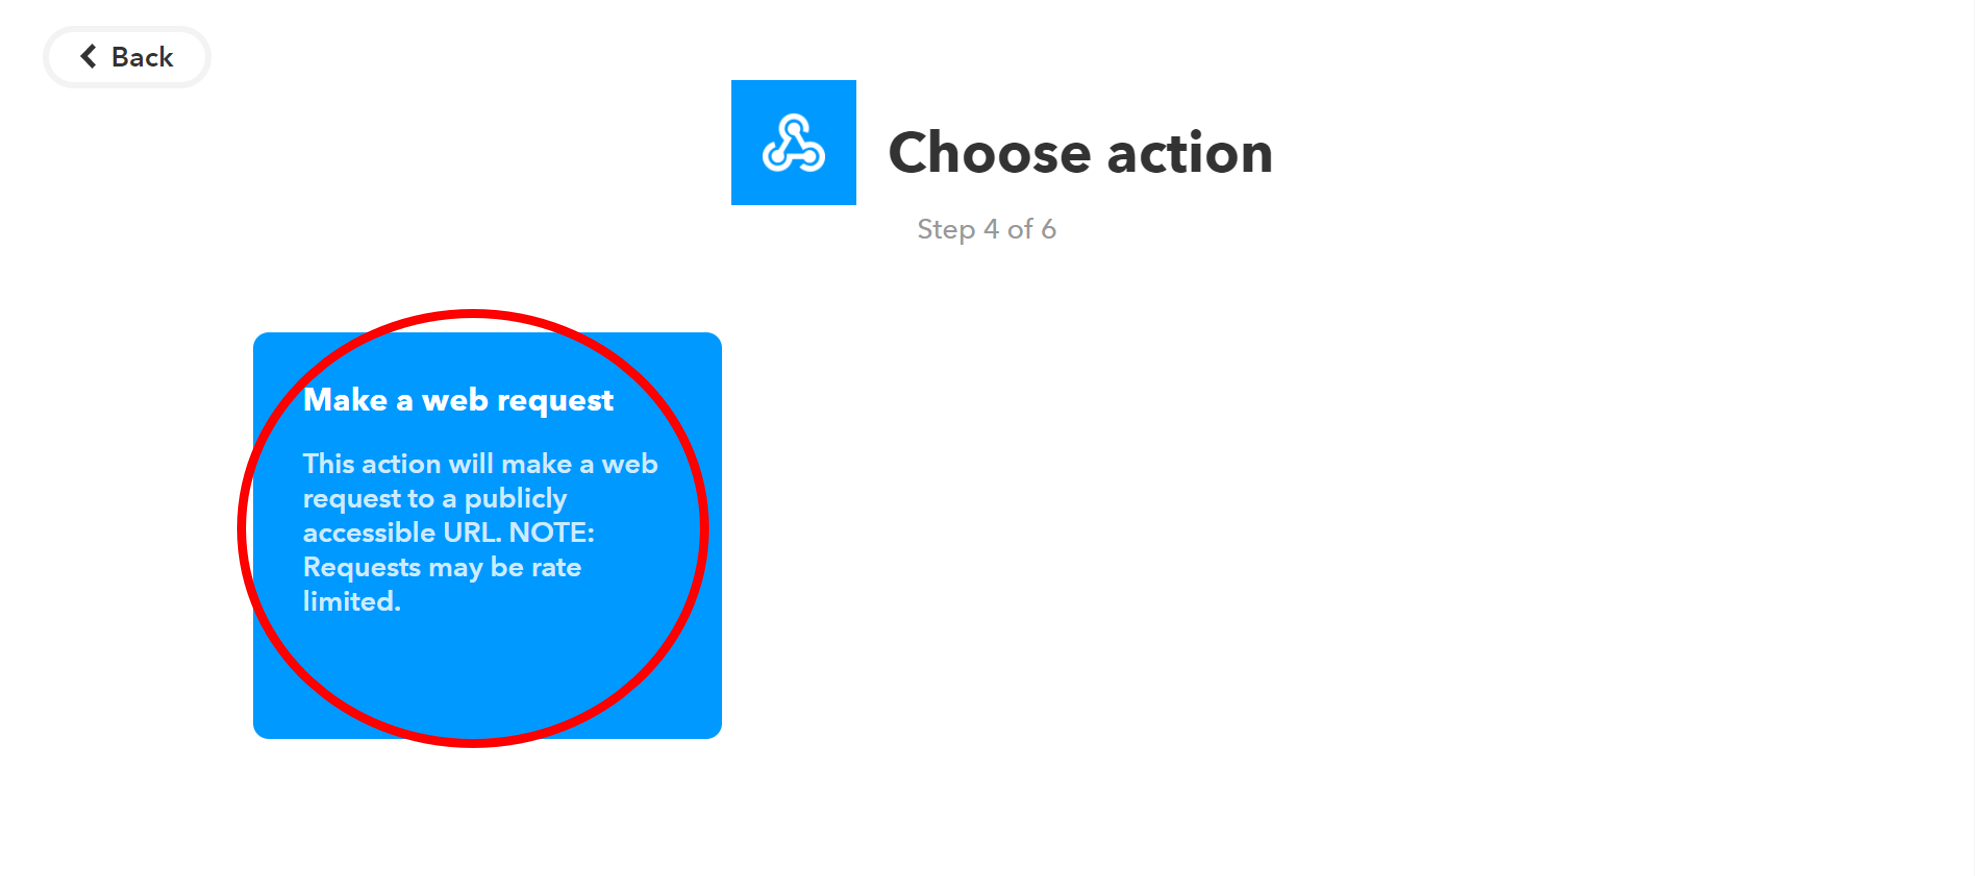 Back
Choose action
Step 4 of 6
Make a web request
This action will make a web
request to a publicly
accessible URL. NOTE:
Requests may be rate
limited.